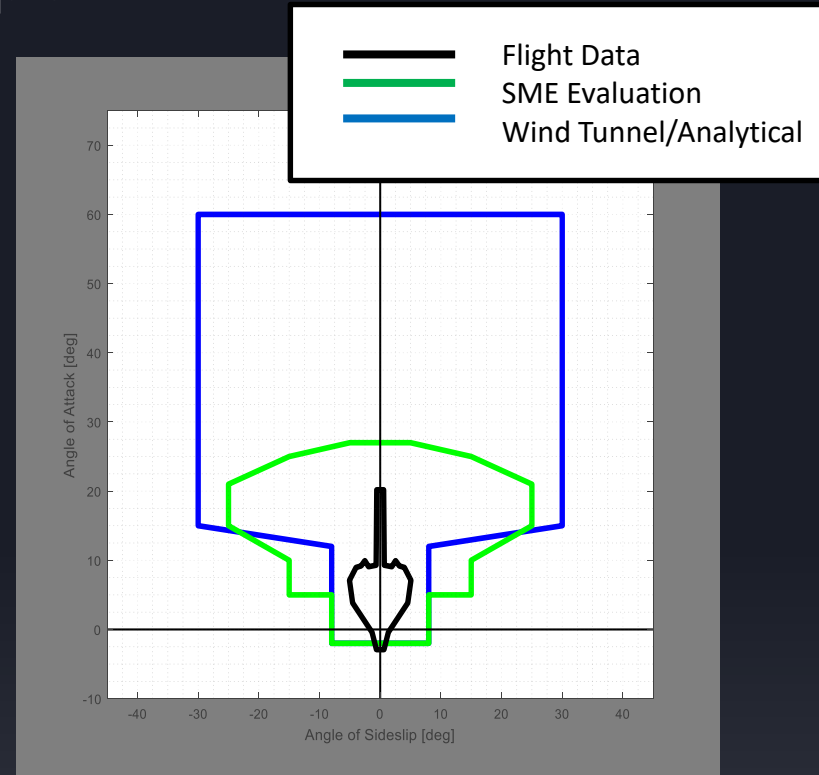 Flight Data
SME Evaluation
Wind Tunnel/Analytical
70
60
50
40
30
20
10
0
-10
Angle of Attack [deg]
-40 -30 -20 -10 0 10 20 30 40
Angle of Sideslip [deg]